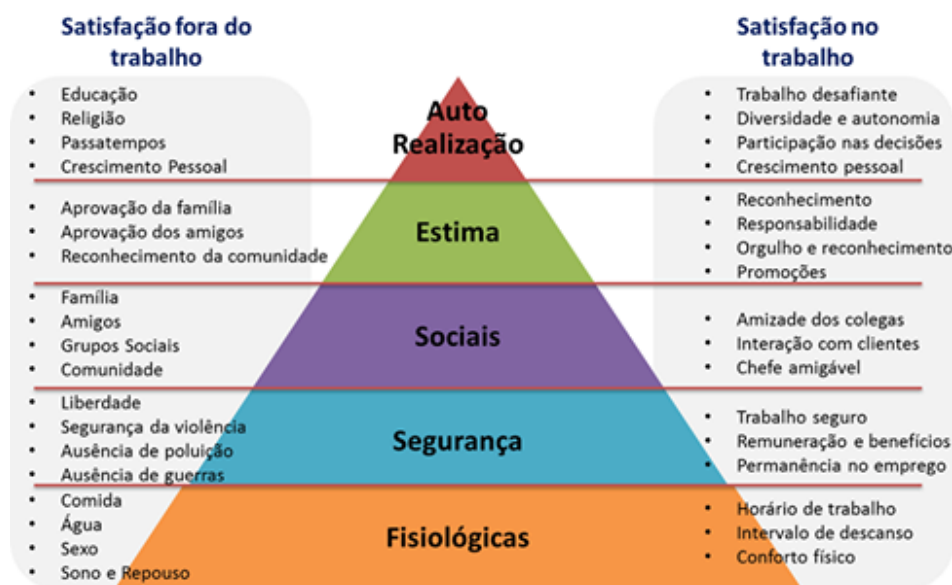 Satisfação fora do
trabalho
• Educação
• Religião
• Passatempos
• Crescimento Pessoal
• Aprovação da família
• Aprovação dos amigos
• Reconhecimento da comunidade
• Família
• Amigos
• Grupos Sociais
• Comunidade
• Liberdade
• Segurança da violência
• Ausência de poluição
• Ausência de guerras
• Comida
• Água
• Sexo
• Sono e Repouso
Auto
Realização
Estima
Sociais
Segurança
Fisiológicas
Satisfação no
trabalho
• Trabalho desafiante
• Diversidade e autonomia
• Participação nas decisões
• Crescimento pessoal
• Reconhecimento
• Responsabilidade
• Orgulho e reconhecimento
• Promoções
• Amizade dos colegas
• Interação com clientes
• Chefe amigável
• Trabalho seguro
• Remuneração e benefícios
• Permanência no emprego
• Horário de trabalho
• Intervalo de descanso
• Conforto físico